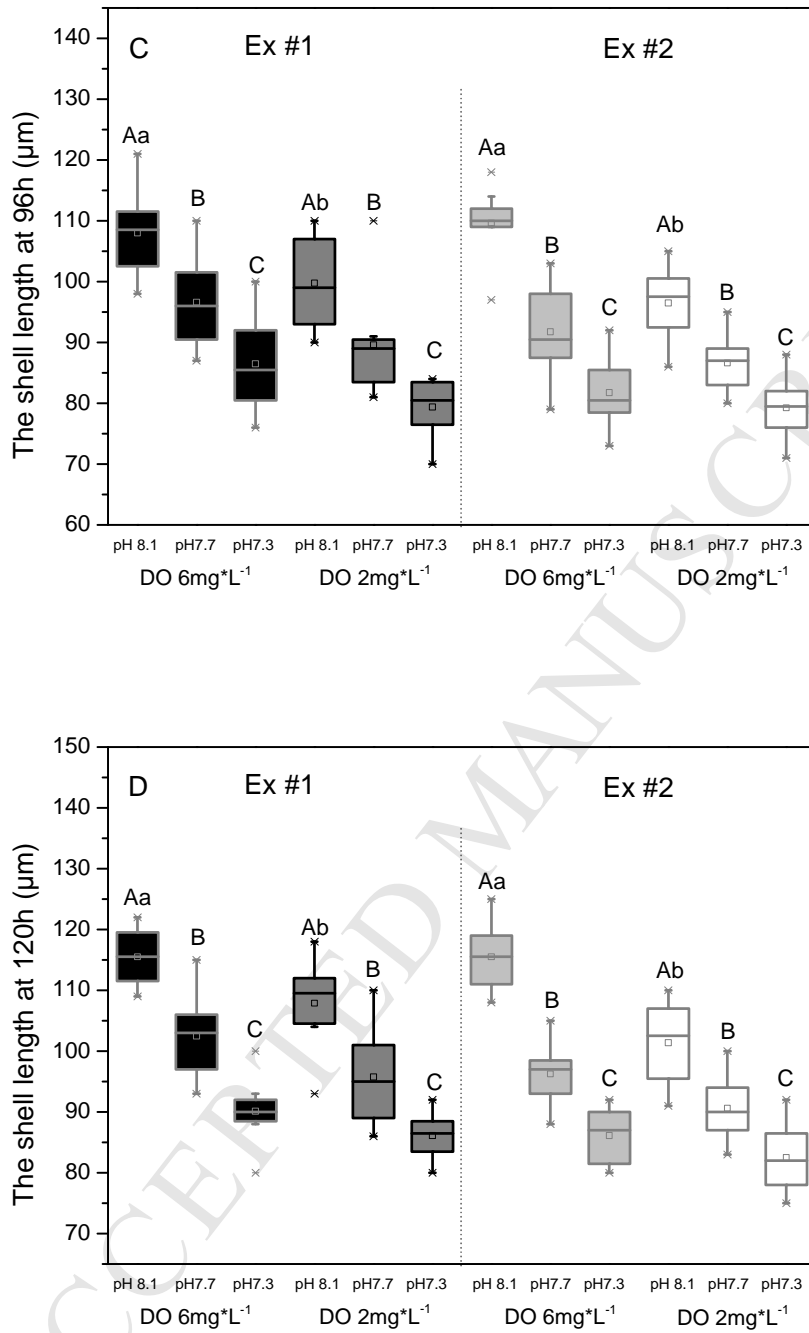 C Ex #1 Ex #2
The shell length at 96h (µm)
140
130
120
110
100
90
80
70
60
Aa B C Ab B C Aa B C Ab B C
pH 8.1 pH7.7 pH7.3 pH 8.1 pH7.7 pH7.3 pH 8.1 pH7.7 pH7.3 pH 8.1 pH7.7 pH7.3
DO 6mg*L-1 DO 2mg*L-1 DO 6mg*L-1 DO 2mg*L-1
D Ex #1 Ex #2
The shell length at 120h (µm)
150
140
130
120
110
100
90
80
70
Aa B C Ab B C Aa B C Ab B C
pH 8.1 pH7.7 pH7.3 pH 8.1 pH7.7 pH7.3 pH 8.1 pH7.7 pH7.3 pH 8.1 pH7.7 pH7.3
DO 6mg*L-1 DO 2mg*L-1 DO 6mg*L-1 DO 2mg*L-1
CCEPTED MANUSCRI